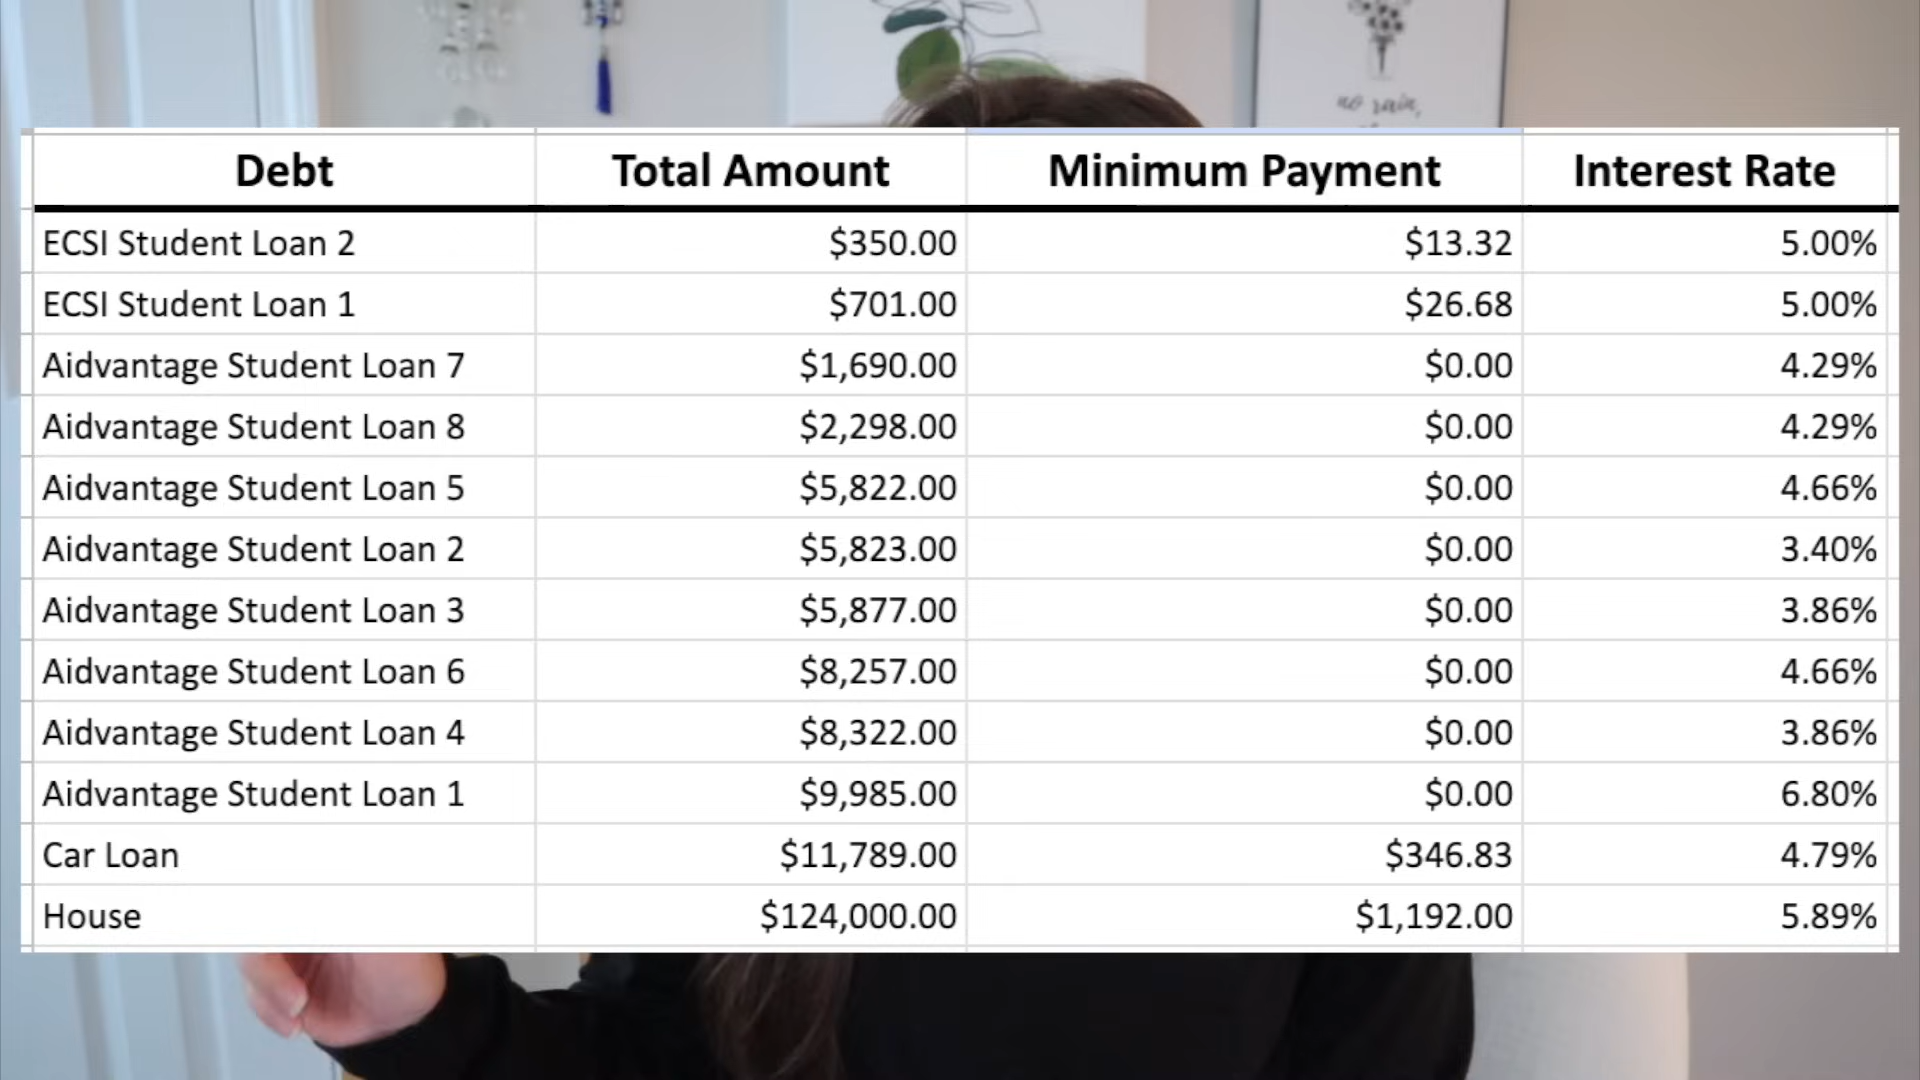 no rain,
Debt Total Amount Minimum Payment Interest Rate
ECSI Student Loan 2 $350.00 $13.32 5.00%
ECSI Student Loan 1 $701.00 $26.68 5.00%
Aidvantage Student Loan 7 $1,690.00 $0.00 4.29%
Aidvantage Student Loan 8 $2,298.00 $0.00 4.29%
Aidvantage Student Loan 5 $5,822.00 $0.00 4.66%
Aidvantage Student Loan 2 $5,823.00 $0.00 3.40%
Aidvantage Student Loan 3 $5,877.00 $0.00 3.86%
Aidvantage Student Loan 6 $8,257.00 $0.00 4.66%
Aidvantage Student Loan 4 $8,322.00 $0.00 3.86%
Aidvantage Student Loan 1 $9,985.00 $0.00 6.80%
Car Loan $11,789.00 $346.83 4.79%
House $124,000.00 $1,192.00 5.89%